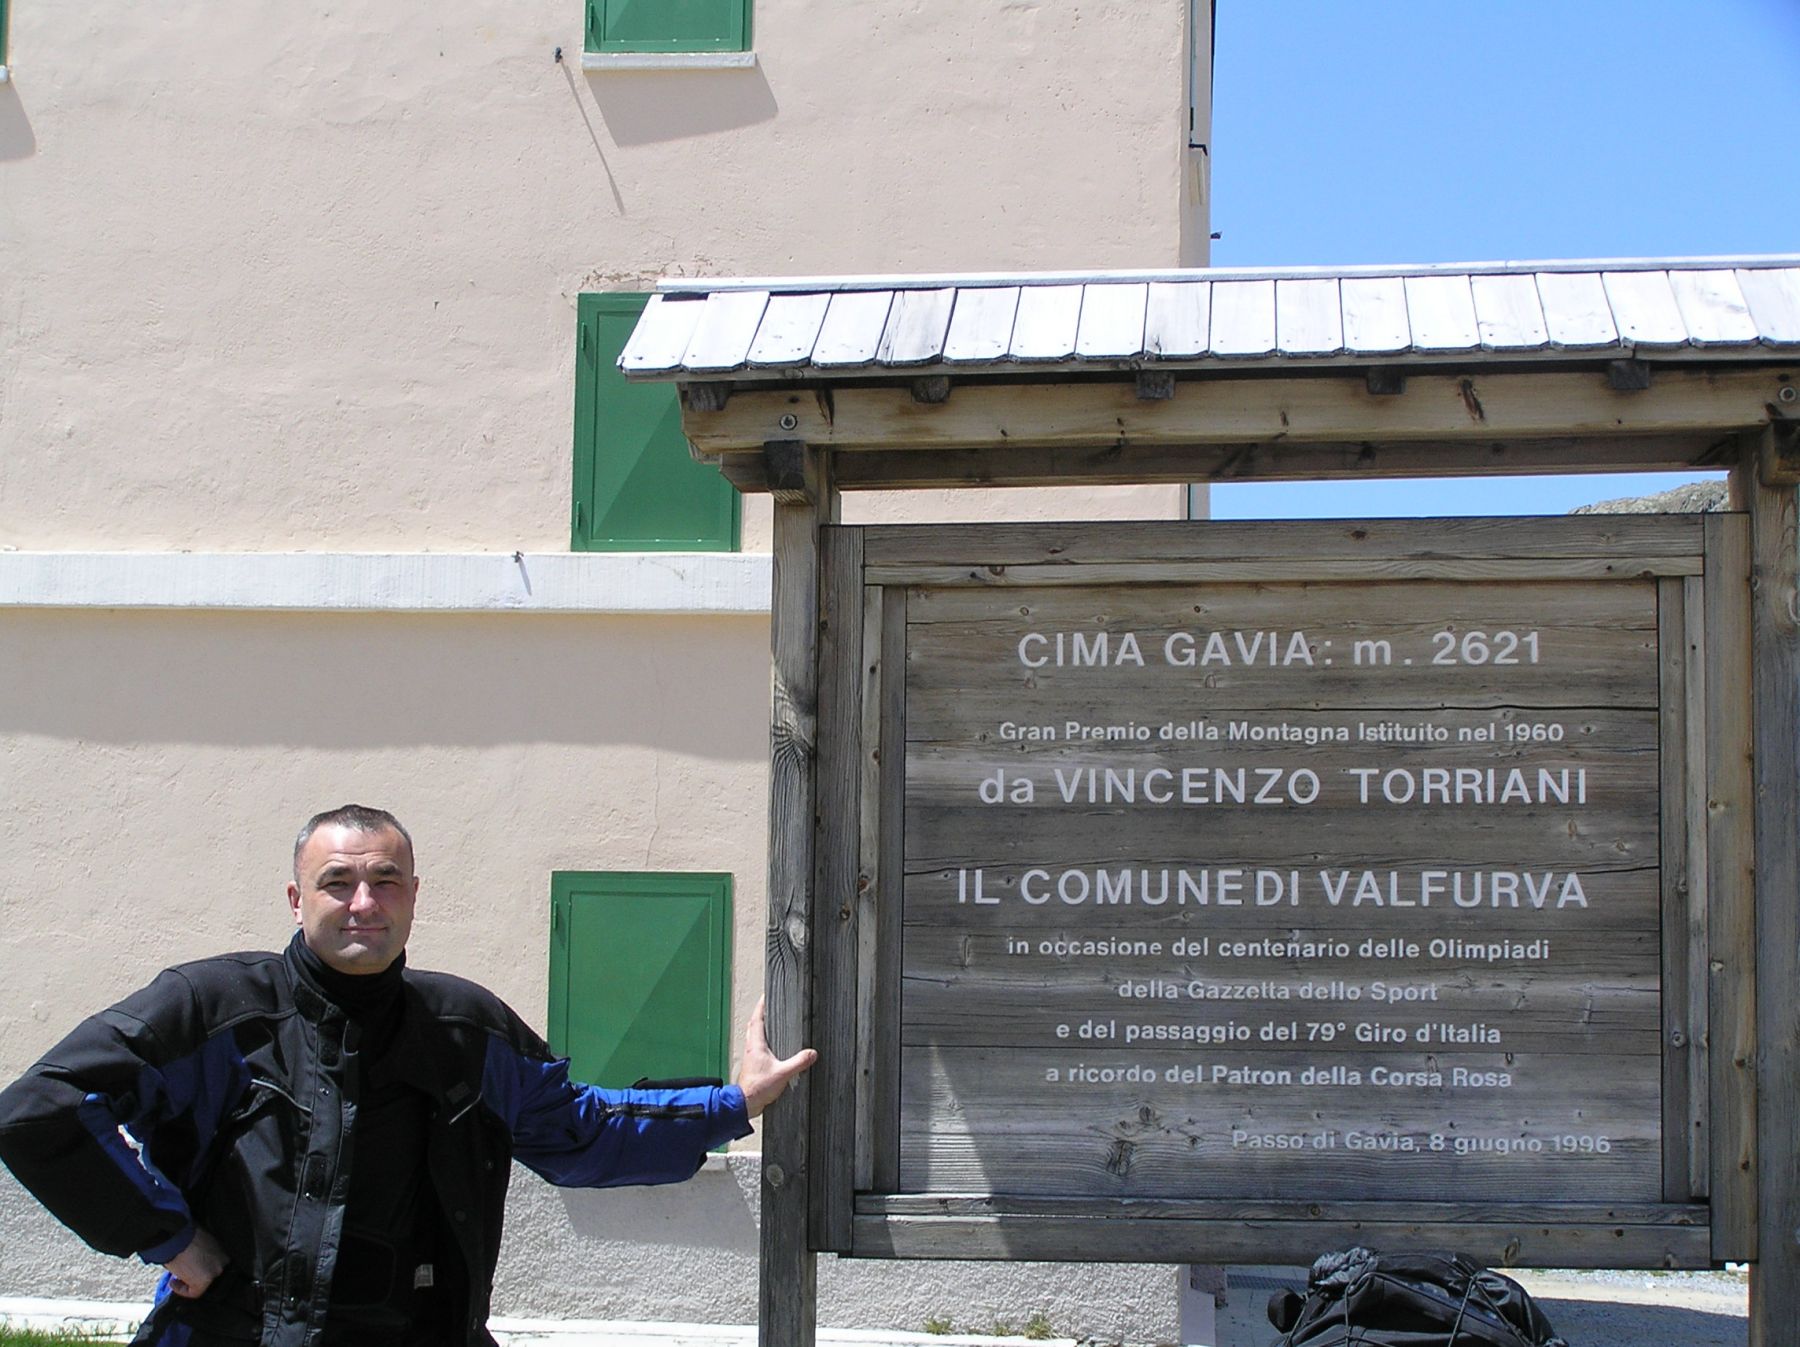 CIMA GAVIA: m. 2621
Gran Premio della Montagna Istituito nel 1960
da VINCENZO TORRIANI
IL COMUNE DI VALFURVA
in occasione del centenario delle Olimpiadi
della Gazzetta dello Sport
e del passaggio del 79° Giro d'Italia
a ricordo del Patron della Corsa Rosa
Passo di Gavia, 8 giugno 1996